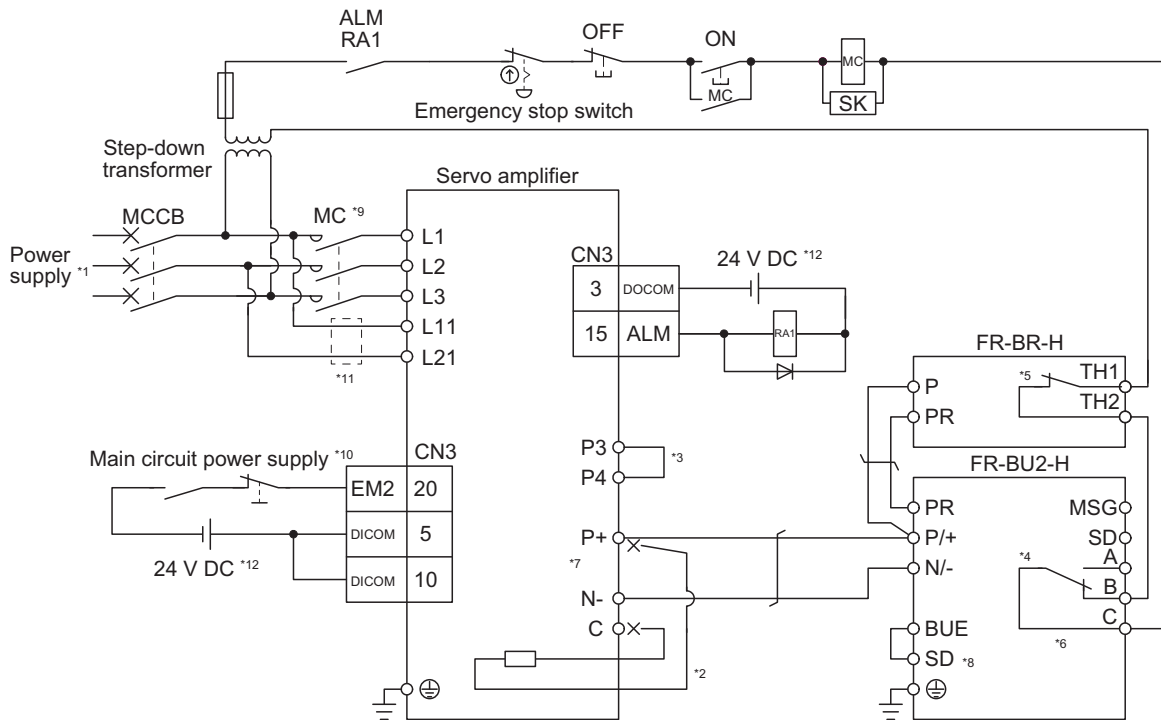 ALM
RA1
OFF
ON
MC
SK
MC
Emergency stop switch
Step-down
transformer
Servo amplifier
MCCB
MC *9
Power
supply *1
L1
L2
L3
L11
L21
*11
CN3
3 DOCOM
15 ALM
24 V DC *12
RA1
FR-BR-H
P
PR
*5
TH1
TH2
P3
P4
*3
Main circuit power supply *10
CN3
EM2 20
DICOM 5
DICOM 10
24 V DC *12
P+
*7
N-
C
*2
FR-BU2-H
PR
P/+
N/-
BUE
SD *8
MSG
SD
*4
A
B
C
*6